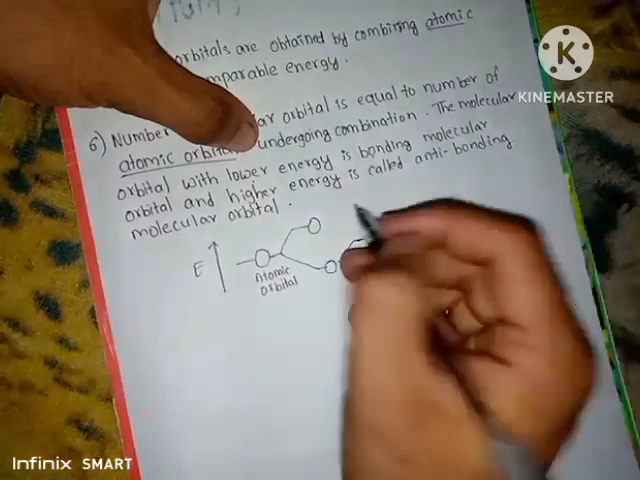 orbitals are obtained by combining atomic
mparable energy.
6) Number ar orbital is equal to number of
atomic orbital undergoing combination. The molecular
orbital with lower energy is bonding molecular
orbital and higher energy is called anti-bonding
molecular orbital.
E
Atomic
orbital
KINEMASTER
Infinix SMART